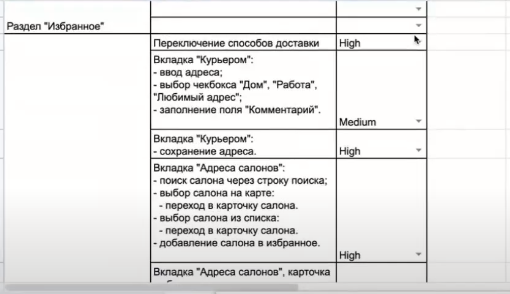 Раздел "Избранное"
Переключение способов доставки
High
Вкладка "Курьером":
- ввод адреса;
- выбор чекбокса "Дом", "Работа",
"Любимый адрес";
- заполнение поля "Комментарий".
Medium
Вкладка "Курьером":
- сохранение адреса.
High
Вкладка "Адреса салонов":
- поиск салона через строку поиска;
- выбор салона на карте:
- переход в карточку салона.
- выбор салона из списка:
- переход в карточку салона.
- добавление салона в избранное.
High
Вкладка "Адреса салонов", карточка